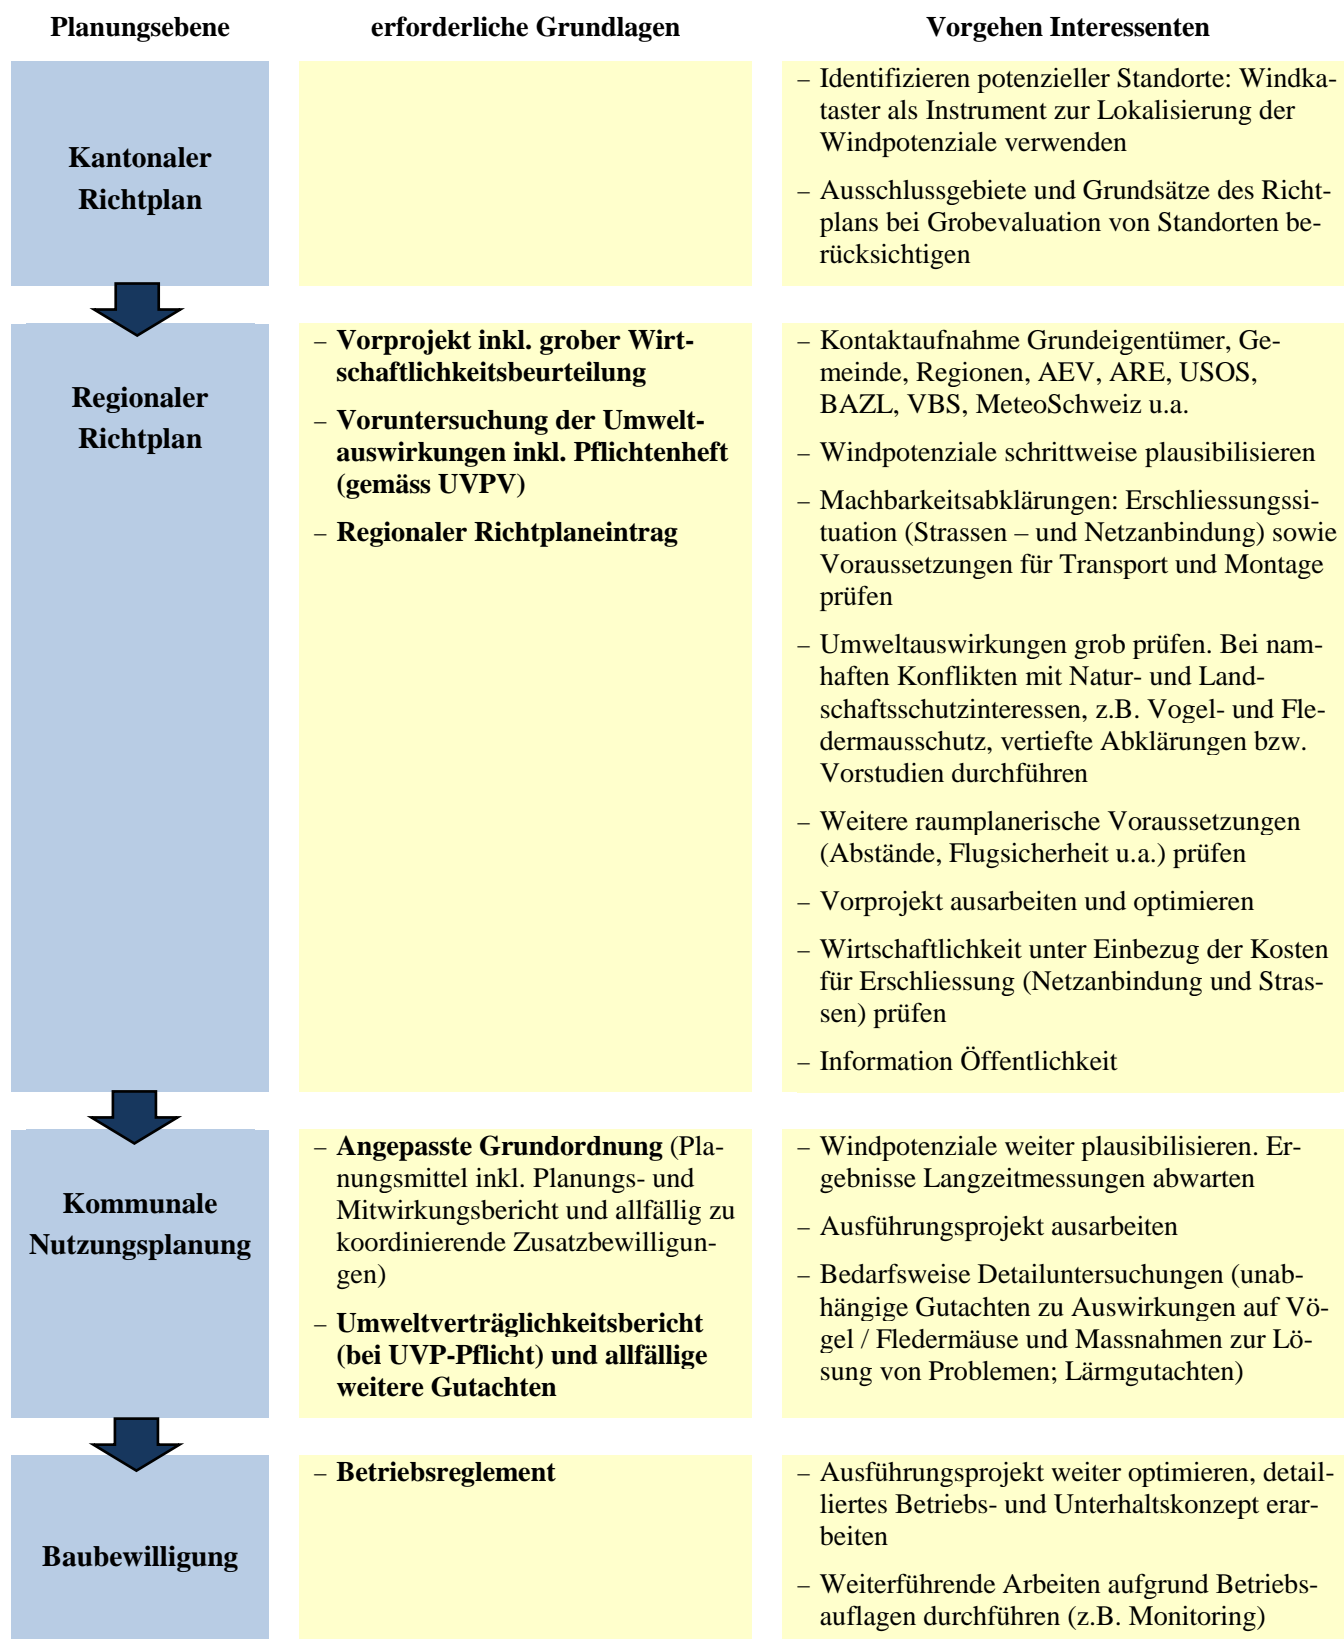 Planungsebene
erforderliche Grundlagen
Vorgehen Interessenten
Kantonaler
Richtplan
– Identifizieren potenzieller Standorte: Windka-
taster als Instrument zur Lokalisierung der
Windpotenziale verwenden
– Ausschlussgebiete und Grundsätze des Richt-
plans bei Grobevaluation von Standorten be-
rücksichtigen
Regionaler
Richtplan
– Vorprojekt inkl. grober Wirt-
schaftlichkeitsbeurteilung
– Voruntersuchung der Umwelt-
auswirkungen inkl. Pflichtenheft
(gemäss UVPV)
– Regionaler Richtplaneintrag
– Kontaktaufnahme Grundeigentümer, Ge-
meinde, Regionen, AEV, ARE, USOS,
BAZL, VBS, MeteoSchweiz u.a.
– Windpotenziale schrittweise plausibilisieren
– Machbarkeitsabklärungen: Erschliessungssi-
tuation (Strassen – und Netzanbindung) sowie
Voraussetzungen für Transport und Montage
prüfen
– Umweltauswirkungen grob prüfen. Bei nam-
haften Konflikten mit Natur- und Land-
schaftsschutzinteressen, z.B. Vogel- und Fle-
dermausschutz, vertiefte Abklärungen bzw.
Vorstudien durchführen
– Weitere raumplanerische Voraussetzungen
(Abstände, Flugsicherheit u.a.) prüfen
– Vorprojekt ausarbeiten und optimieren
– Wirtschaftlichkeit unter Einbezug der Kosten
für Erschliessung (Netzanbindung und Stras-
sen) prüfen
– Information Öffentlichkeit
Kommunale
Nutzungsplanung
– Angepasste Grundordnung (Pla-
nungsmittel inkl. Planungs- und
Mitwirkungsbericht und allfällig zu
koordinierende Zusatzbewilligun-
gen)
– Umweltverträglichkeitsbericht
(bei UVP-Pflicht) und allfällige
weitere Gutachten
– Windpotenziale weiter plausibilisieren. Er-
gebnisse Langzeitmessungen abwarten
– Ausführungsprojekt ausarbeiten
– Bedarfsweise Detailuntersuchungen (unab-
hängige Gutachten zu Auswirkungen auf Vö-
gel / Fledermäuse und Massnahmen zur Lö-
sung von Problemen; Lärmgutachten)
Baubewilligung
– Betriebsreglement
– Ausführungsprojekt weiter optimieren, detail-
liertes Betriebs- und Unterhaltskonzept erar-
beiten
– Weiterführende Arbeiten aufgrund Betriebs-
auflagen durchführen (z.B. Monitoring)